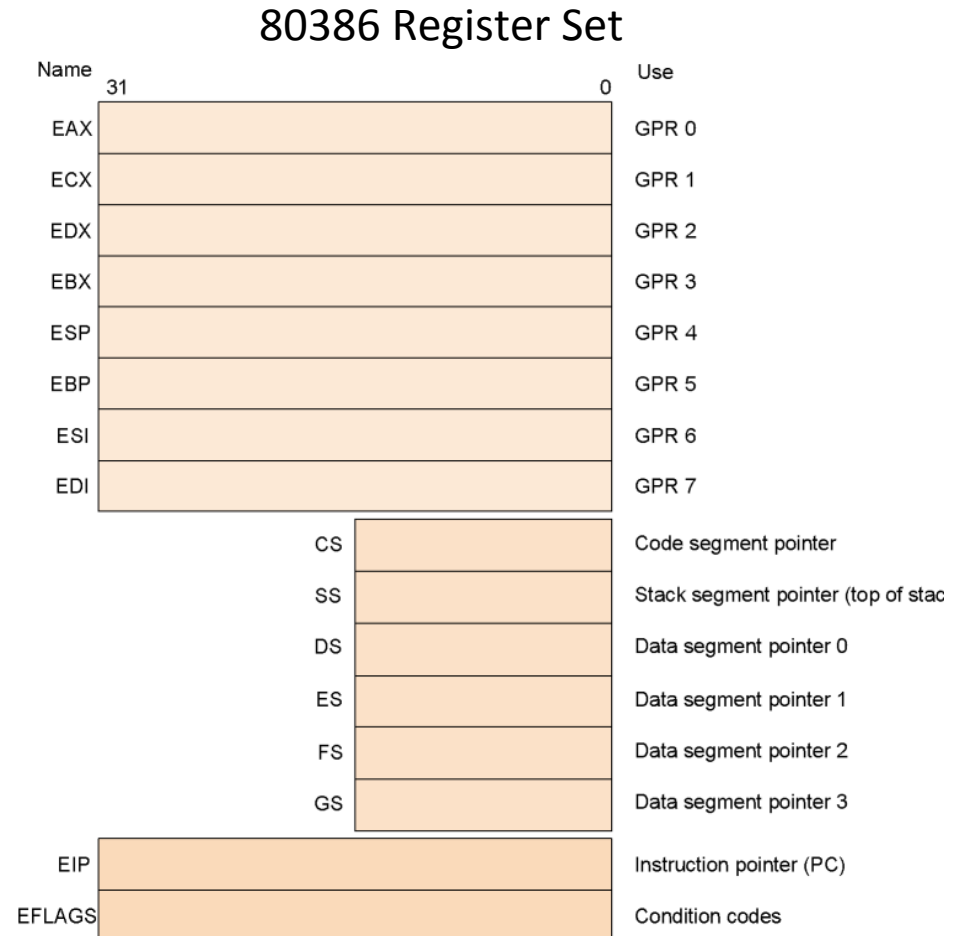 80386 Register Set
Name 31 0 Use
EAX GPR 0
ECX GPR 1
EDX GPR 2
EBX GPR 3
ESP GPR 4
EBP GPR 5
ESI GPR 6
EDI GPR 7
CS Code segment pointer
SS Stack segment pointer (top of stac
DS Data segment pointer 0
ES Data segment pointer 1
FS Data segment pointer 2
GS Data segment pointer 3
EIP Instruction pointer (PC)
EFLAGS Condition codes